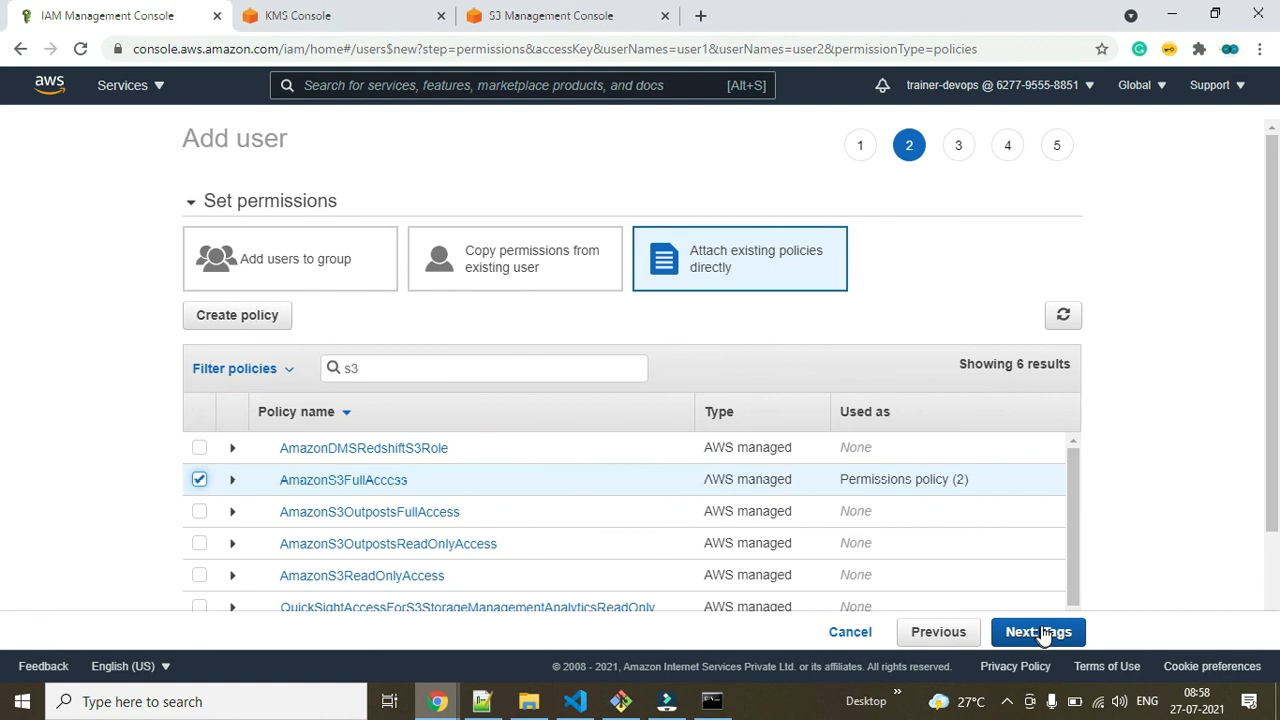 IAM Management Console
KMS Console
S3 Management Console
console.aws.amazon.com/iam/home#/users$new?step=permissions&accessKey&userNames=user1&userNames=user2&permissionType=policies
aws
Services
Search for services, features, marketplace products, and docs
[Alt+S]
trainer-devops @ 6277-9555-8851
Global
Support
Add user
1 2 3 4 5
Set permissions
Add users to group
Copy permissions from existing user
Attach existing policies directly
Create policy
Filter policies
s3
Showing 6 results
Policy name Type Used as
AmazonDMSRedshiftS3Role AWS managed None
AmazonS3FullAccess AWS managed Permissions policy (2)
AmazonS3OutpostsFullAccess AWS managed None
AmazonS3OutpostsReadOnlyAccess AWS managed None
AmazonS3ReadOnlyAccess AWS managed None
QuickSightAccessForS3StorageManagementAnalyticsReadOnly AWS managed None
Cancel
Previous
Next: Tags
Feedback
English (US)
© 2008 - 2021, Amazon Internet Services Private Ltd. or its affiliates. All rights reserved.
Privacy Policy
Terms of Use
Cookie preferences
Type here to search
Desktop
27°C
ENG
08:58
27-07-2021